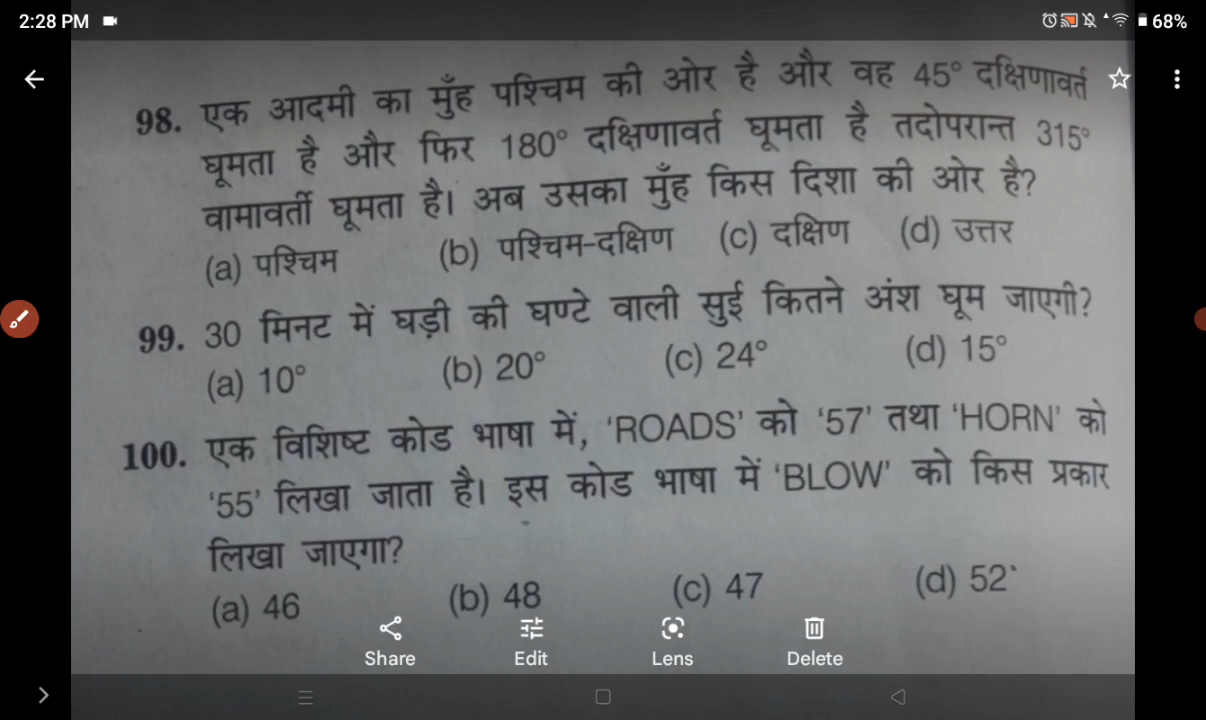 2:28 PM
68%
98. एक आदमी का मुँह पश्चिम की ओर है और वह 45° दक्षिणावर्त
घूमता है और फिर 180° दक्षिणावर्त घूमता है तदोपरान्त 315°
वामावर्ती घूमता है। अब उसका मुँह किस दिशा की ओर है?
(a) पश्चिम (b) पश्चिम-दक्षिण (c) दक्षिण (d) उत्तर
99. 30 मिनट में घड़ी की घण्टे वाली सुई कितने अंश घूम जाएगी?
(a) 10° (b) 20° (c) 24° (d) 15°
100. एक विशिष्ट कोड भाषा में, 'ROADS' को '57' तथा 'HORN' को
'55' लिखा जाता है। इस कोड भाषा में 'BLOW' को किस प्रकार
लिखा जाएगा?
(a) 46 (b) 48 (c) 47 (d) 52
Share Edit Lens Delete